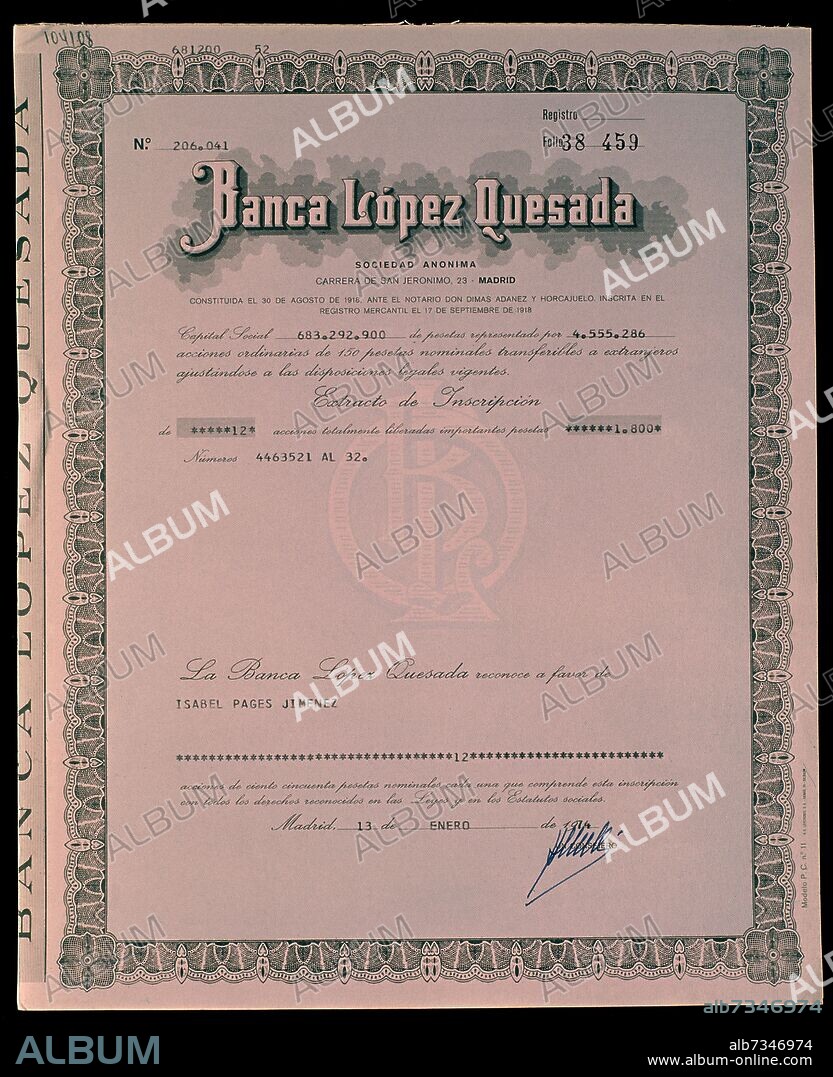 104108
681200 52
Registro
N.º 206.041
Folio 38 459
Banca López Quesada
SOCIEDAD ANONIMA
CARRERA DE SAN JERONIMO, 23 - MADRID
CONSTITUIDA EL 30 DE AGOSTO DE 1918, ANTE EL NOTARIO DON DIMAS ADANEZ Y HORCAJUELO. INSCRITA EN EL
REGISTRO MERCANTIL EL 17 DE SEPTIEMBRE DE 1918
Capital Social 683.292.900 de pesetas representado por 4.555.286
acciones ordinarias de 150 pesetas nominales transferibles a extranjeros
ajustándose a las disposiciones legales vigentes.
Extracto de Inscripción
de *****12* acciones totalmente liberadas importantes pesetas ******1.800*
Números 4463521 AL 32.
La Banca López Quesada reconoce a favor de
ISABEL PAGES JIMENEZ
**********************************12************************
acciones de ciento cincuenta pesetas nominales cada una que comprende esta inscripción
con todos los derechos reconocidos en las Leyes y en los Estatutos sociales.
Madrid, 13 de ENERO de
BANCA LOPEZ QUESADA
Modelo P. C. n.º 11
ALBUM
alb7346974
ALBUM
alb7346974
www.album-online.com